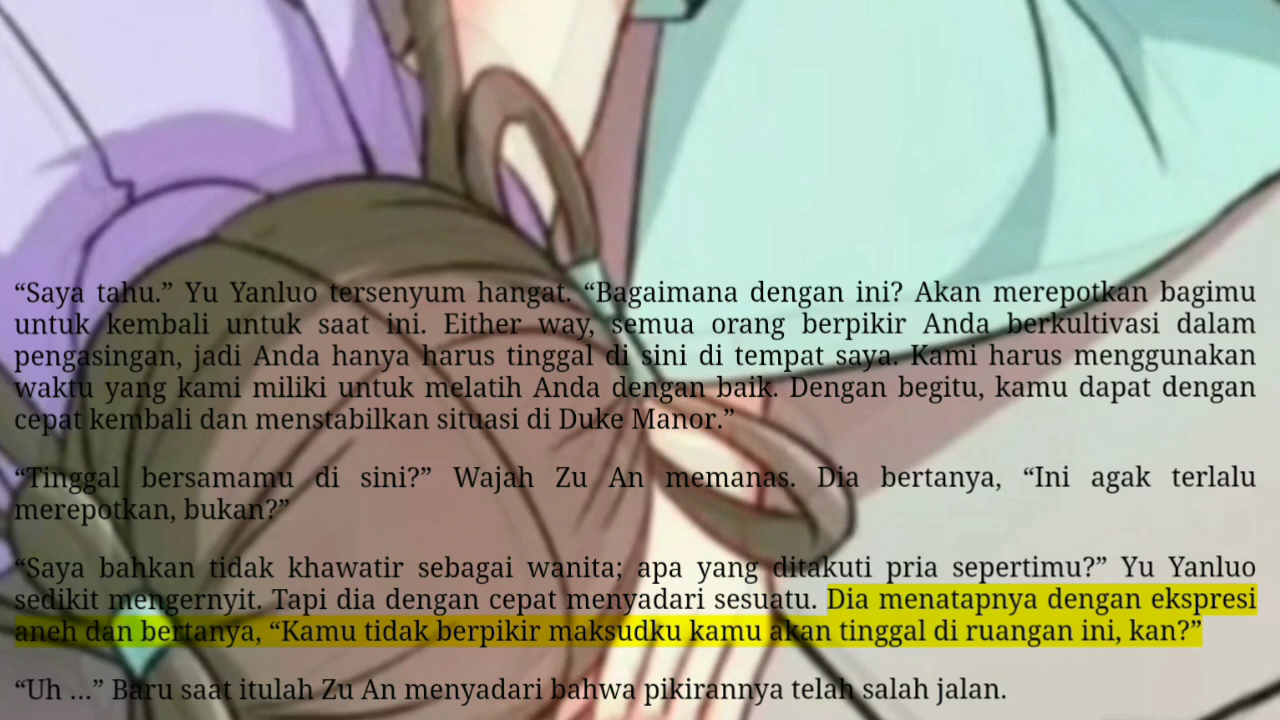 “Saya tahu.” Yu Yanluo tersenyum hangat. “Bagaimana dengan ini? Akan merepotkan bagimu
untuk kembali untuk saat ini. Either way, semua orang berpikir Anda berkultivasi dalam
pengasingan, jadi Anda hanya harus tinggal di sini di tempat saya. Kami harus menggunakan
waktu yang kami miliki untuk melatih Anda dengan baik. Dengan begitu, kamu dapat dengan
cepat kembali dan menstabilkan situasi di Duke Manor.”
“Tinggal bersamamu di sini?” Wajah Zu An memanas. Dia bertanya, “Ini agak terlalu
merepotkan, bukan?”
“Saya bahkan tidak khawatir sebagai wanita; apa yang ditakuti pria sepertimu?” Yu Yanluo
sedikit mengernyit. Tapi dia dengan cepat menyadari sesuatu. Dia menatapnya dengan ekspresi
aneh dan bertanya, “Kamu tidak berpikir maksudku kamu akan tinggal di ruangan ini, kan?”
“Uh ...” Baru saat itulah Zu An menyadari bahwa pikirannya telah salah jalan.